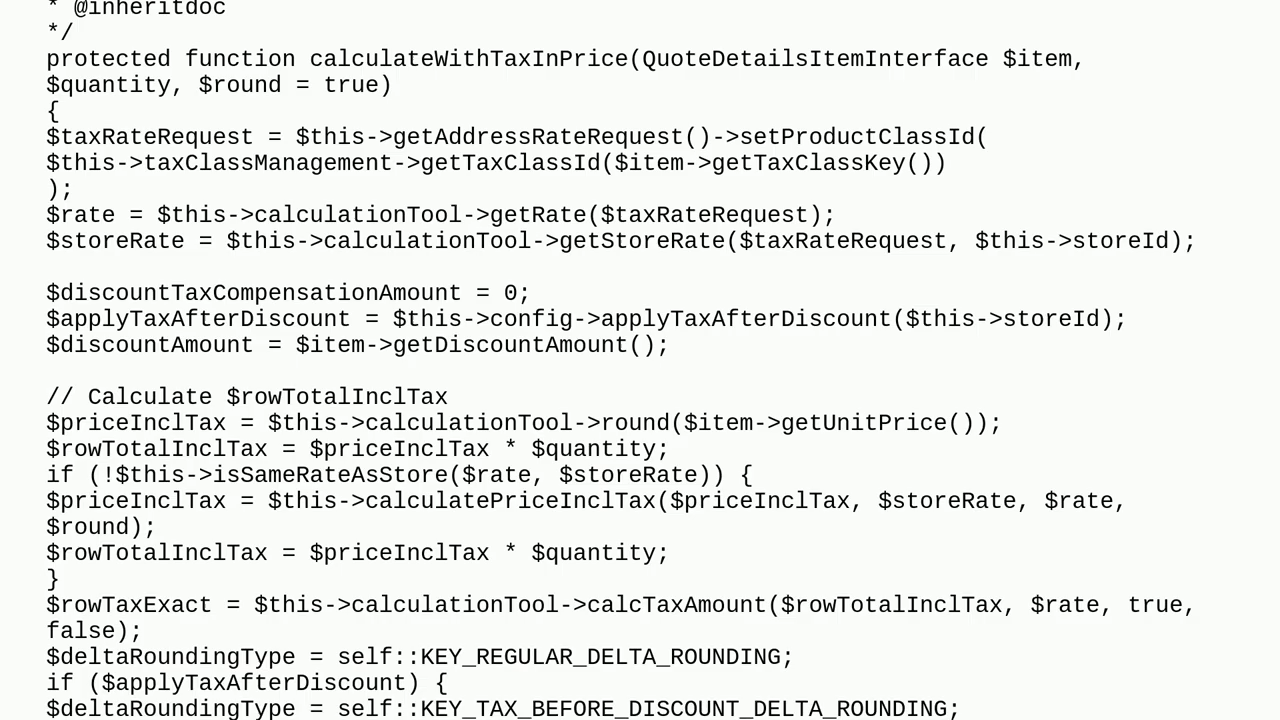 * @inheritdoc
*/
protected function calculateWithTaxInPrice(QuoteDetailsItemInterface $item,
$quantity, $round = true)
{
$taxRateRequest = $this->getAddressRateRequest()->setProductClassId(
$this->taxClassManagement->getTaxClassId($item->getTaxClassKey())
);
$rate = $this->calculationTool->getRate($taxRateRequest);
$storeRate = $this->calculationTool->getStoreRate($taxRateRequest, $this->storeId);

$discountTaxCompensationAmount = 0;
$applyTaxAfterDiscount = $this->config->applyTaxAfterDiscount($this->storeId);
$discountAmount = $item->getDiscountAmount();

// Calculate $rowTotalInclTax
$priceInclTax = $this->calculationTool->round($item->getUnitPrice());
$rowTotalInclTax = $priceInclTax * $quantity;
if (!$this->isSameRateAsStore($rate, $storeRate)) {
$priceInclTax = $this->calculatePriceInclTax($priceInclTax, $storeRate, $rate,
$round);
$rowTotalInclTax = $priceInclTax * $quantity;
}
$rowTaxExact = $this->calculationTool->calcTaxAmount($rowTotalInclTax, $rate, true,
false);
$deltaRoundingType = self::KEY_REGULAR_DELTA_ROUNDING;
if ($applyTaxAfterDiscount) {
$deltaRoundingType = self::KEY_TAX_BEFORE_DISCOUNT_DELTA_ROUNDING;